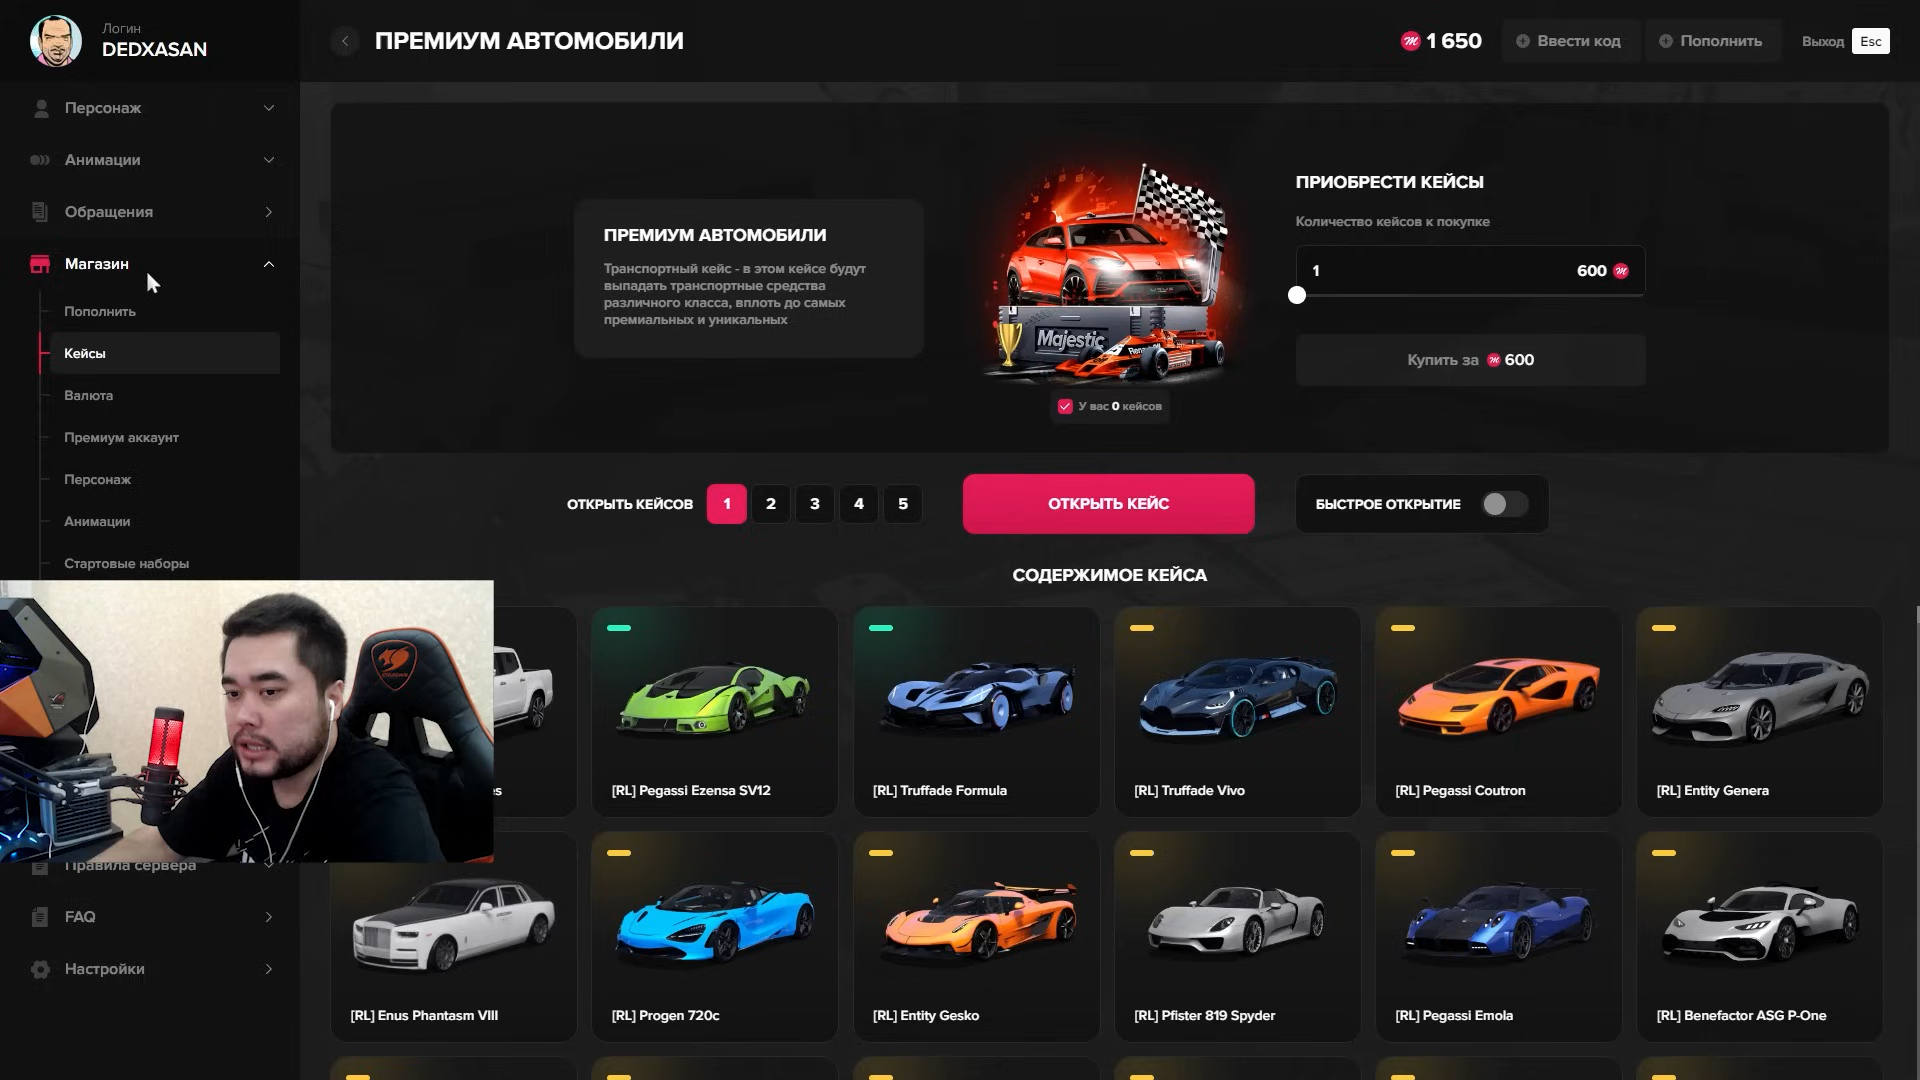 Логин
DEDXASAN
ПРЕМИУМ АВТОМОБИЛИ
1 650
Ввести код
Пополнить
Выход
Esc
Персонаж
Анимации
Обращения
Магазин
Пополнить
Кейсы
Валюта
Премиум аккаунт
Персонаж
Анимации
Стартовые наборы
Правила сервера
FAQ
Настройки
ПРЕМИУМ АВТОМОБИЛИ
Транспортный кейс - в этом кейсе будут
выпадать транспортные средства
различного класса, вплоть до самых
премиальных и уникальных
Majestic
У вас 0 кейсов
ПРИОБРЕСТИ КЕЙСЫ
Количество кейсов к покупке
1 600
Купить за 600
ОТКРЫТЬ КЕЙСОВ 1 2 3 4 5
ОТКРЫТЬ КЕЙС
БЫСТРОЕ ОТКРЫТИЕ
СОДЕРЖИМОЕ КЕЙСА
[RL] Pegassi Ezensa SV12
[RL] Truffade Formula
[RL] Truffade Vivo
[RL] Pegassi Coutron
[RL] Entity Genera
[RL] Enus Phantasm VIII
[RL] Progen 720c
[RL] Entity Gesko
[RL] Pfister 819 Spyder
[RL] Pegassi Emola
[RL] Benefactor ASG P-One